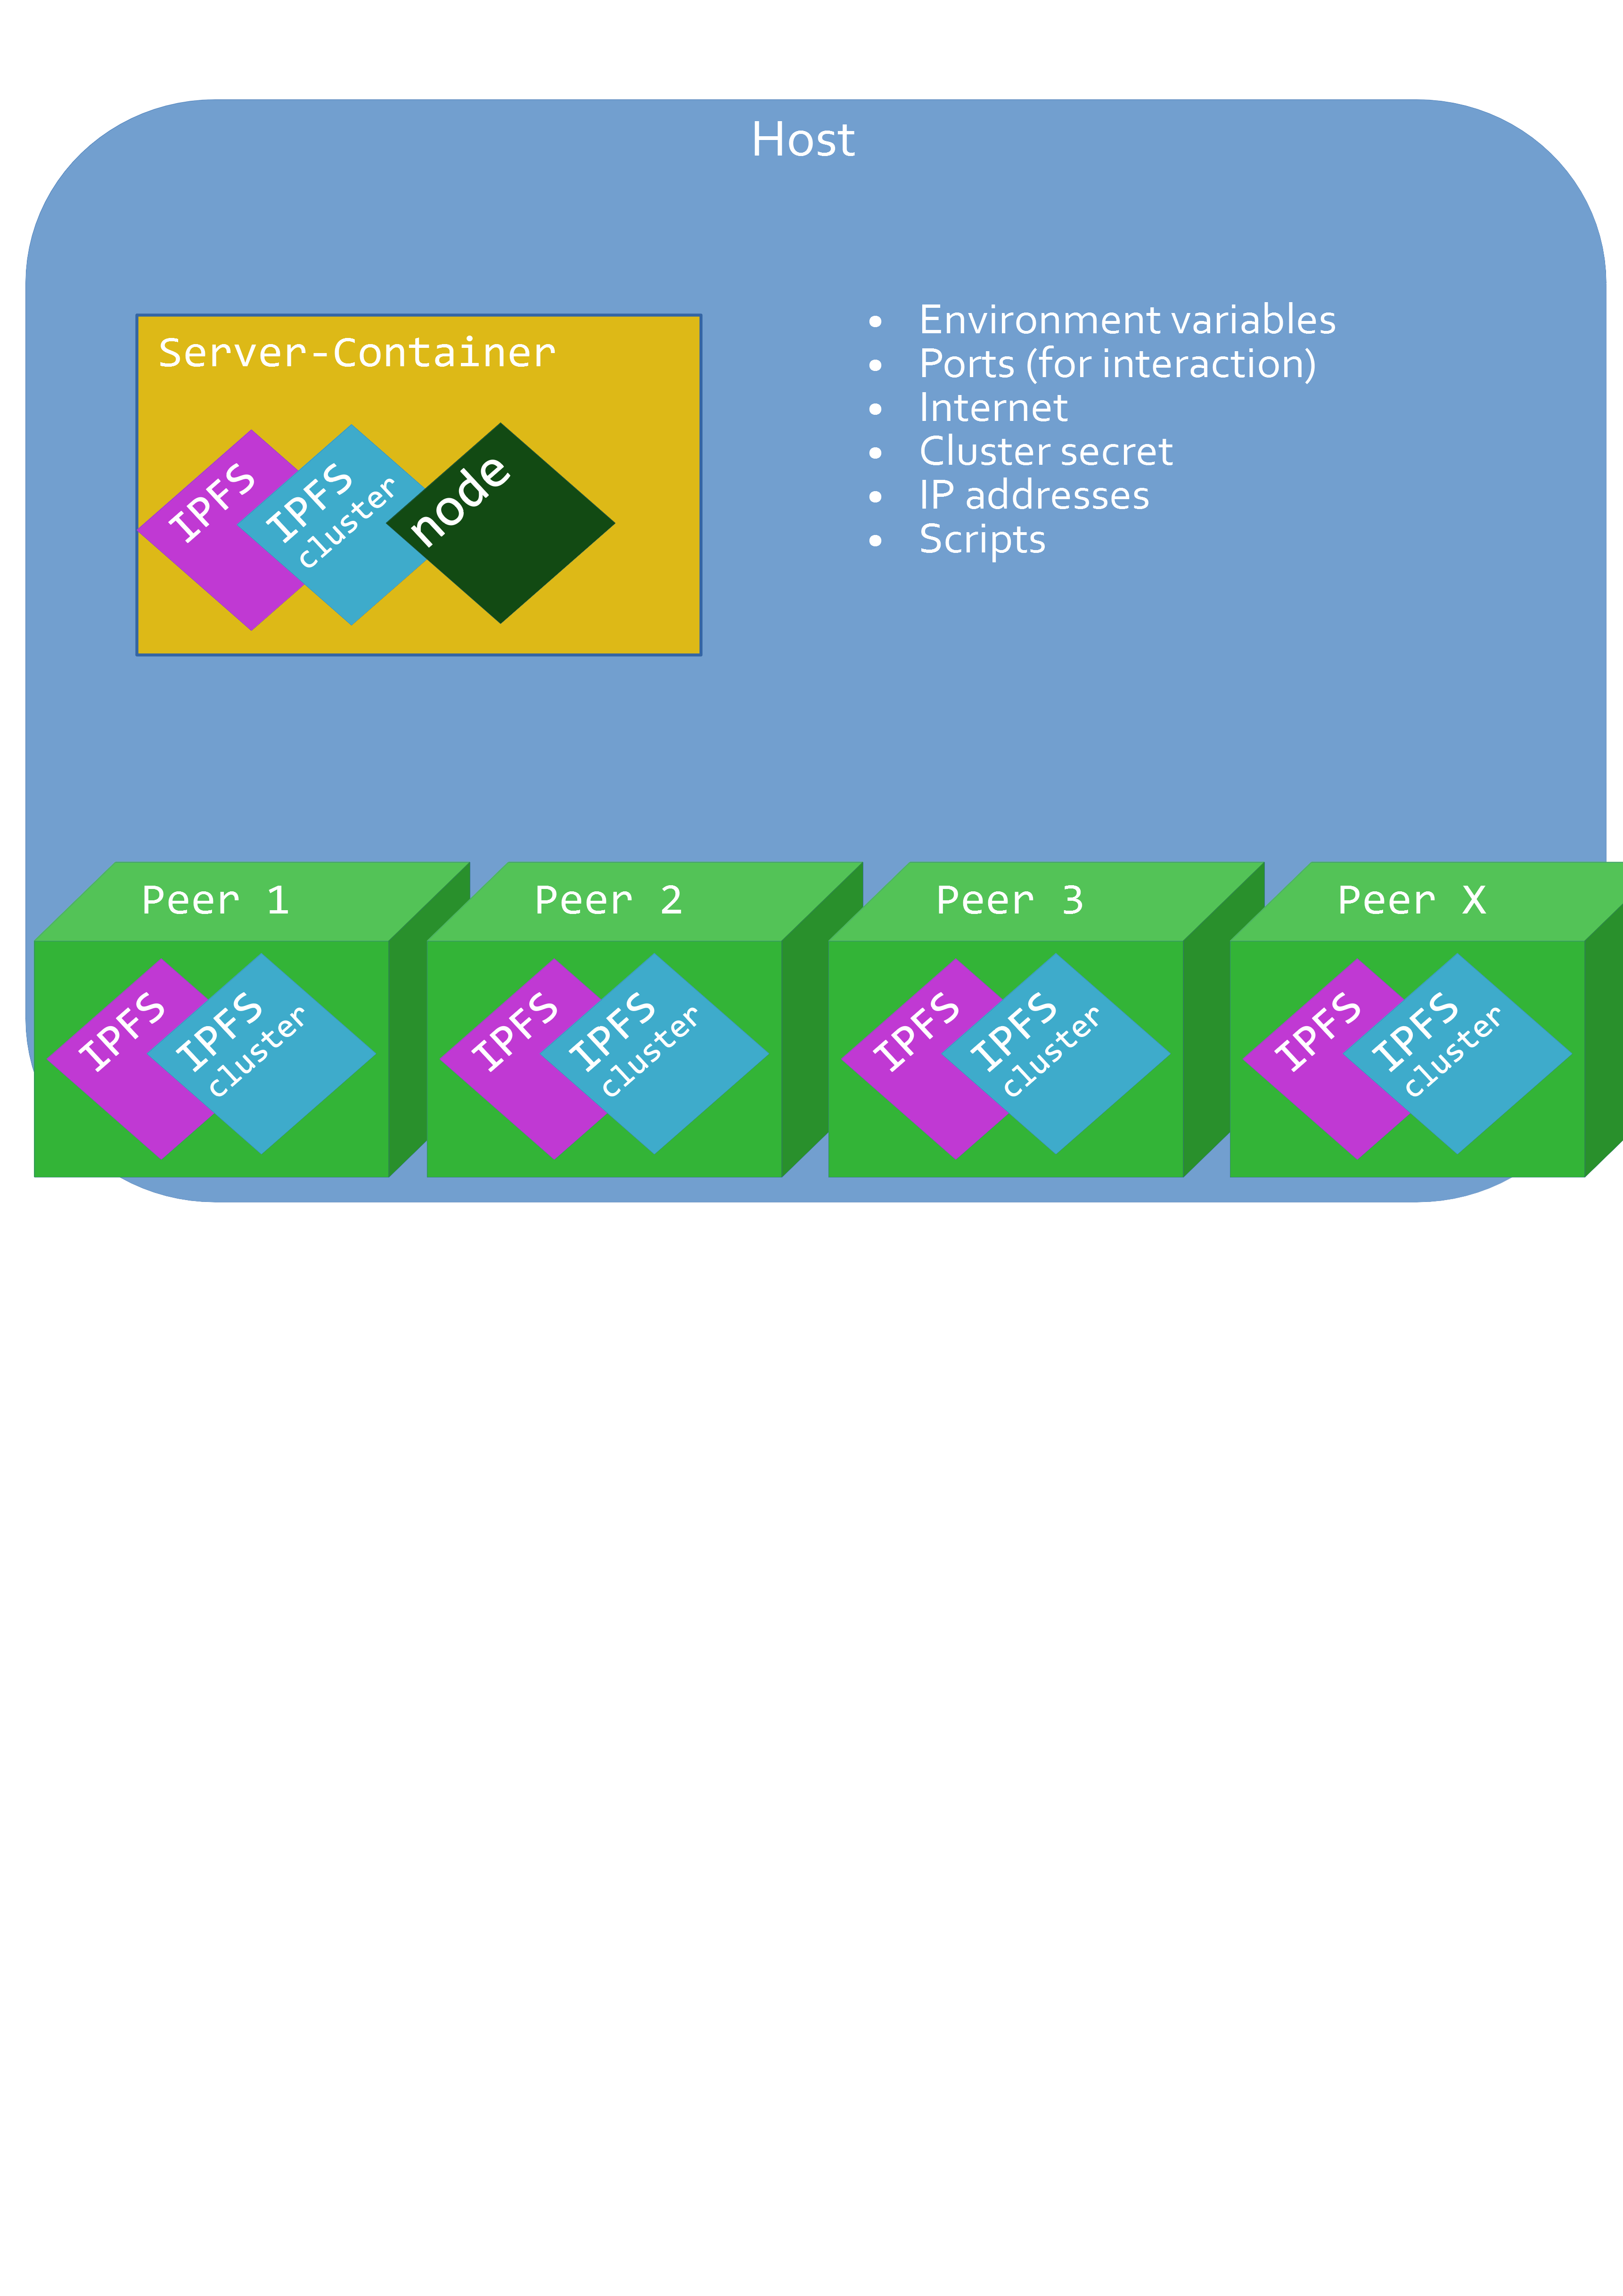 Host
Server-Container
IPFS
IPFS
cluster
node
• Environment variables
• Ports (for interaction)
• Internet
• Cluster secret
• IP addresses
• Scripts
Peer 1
IPFS
IPFS
cluster
Peer 2
IPFS
IPFS
cluster
Peer 3
IPFS
IPFS
cluster
Peer X
IPFS
IPFS
cluster